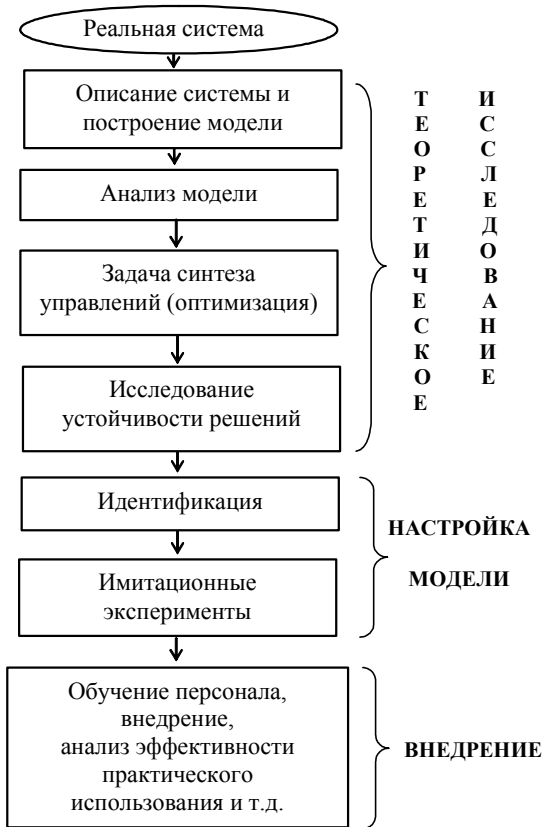 Реальная система
Описание системы и
построение модели
Анализ модели
Задача синтеза
управлений (оптимизация)
Исследование
устойчивости решений
ТЕОРЕТИЧЕСКОЕ
ИССЛЕДОВАНИЕ
Идентификация
Имитационные
эксперименты
НАСТРОЙКА
МОДЕЛИ
Обучение персонала,
внедрение,
анализ эффективности
практического
использования и т.д.
ВНЕДРЕНИЕ